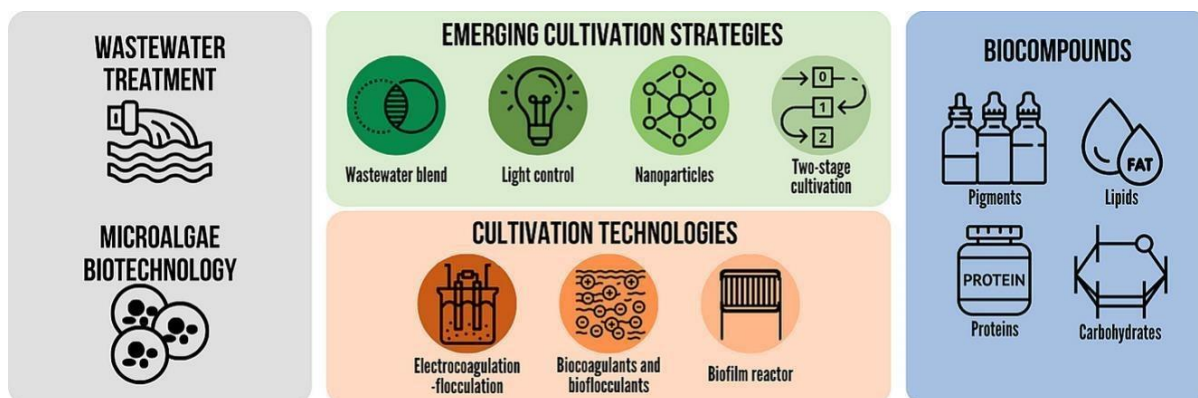 WASTEWATER
TREATMENT
MICROALGAE
BIOTECHNOLOGY
EMERGING CULTIVATION STRATEGIES
0
1
2
Wastewater blend
Light control
Nanoparticles
Two-stage
cultivation
CULTIVATION TECHNOLOGIES
Electrocoagulation
-flocculation
Biocoagulants and
bioflocculants
Biofilm reactor
BIOCOMPOUNDS
FAT
Pigments
Lipids
PROTEIN
Proteins
Carbohydrates